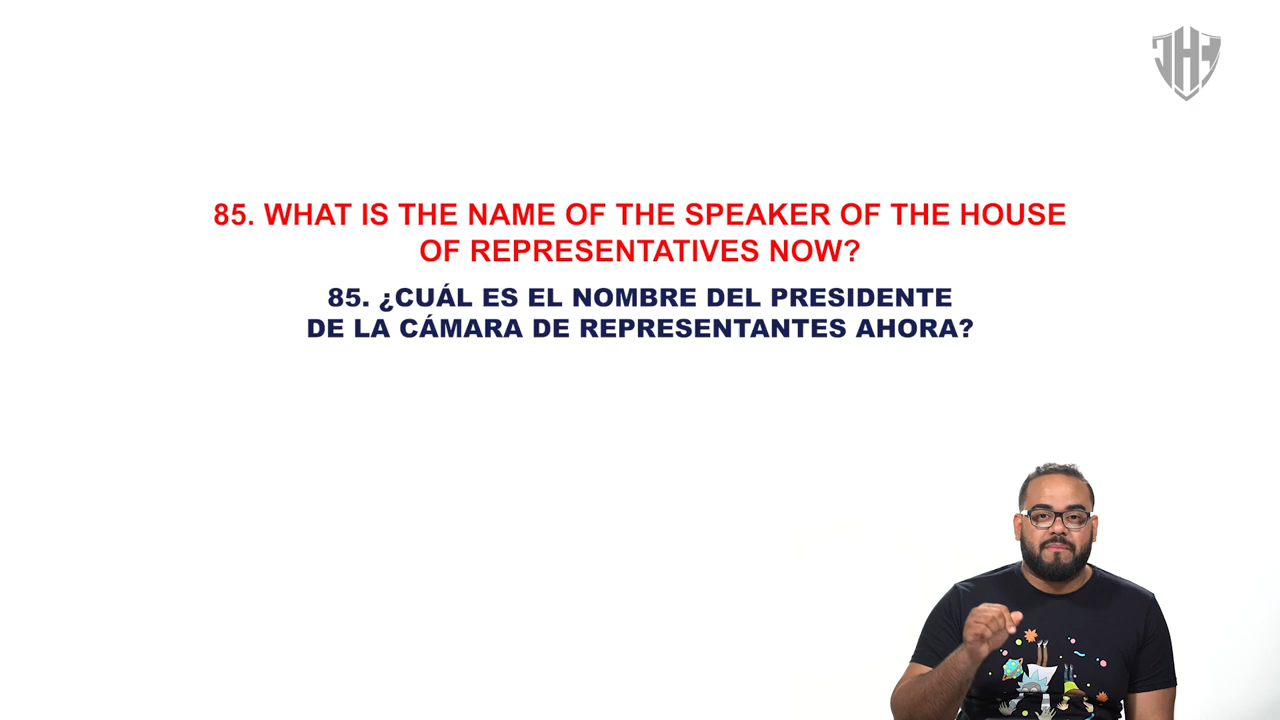 JHE
85. WHAT IS THE NAME OF THE SPEAKER OF THE HOUSE
OF REPRESENTATIVES NOW?
85. ¿CUÁL ES EL NOMBRE DEL PRESIDENTE
DE LA CÁMARA DE REPRESENTANTES AHORA?